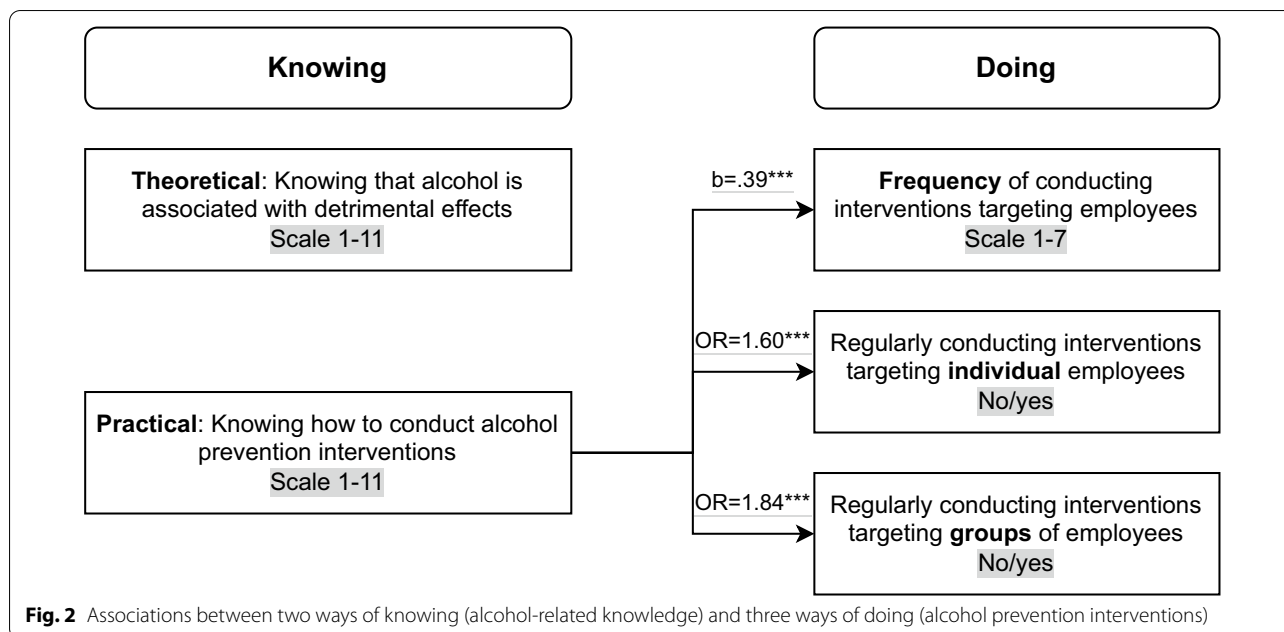 Knowing
Doing
Theoretical: Knowing that alcohol is
associated with detrimental effects
Scale 1-11
b=.39***
Frequency of conducting
interventions targeting employees
Scale 1-7
OR=1.60***
Regularly conducting interventions
targeting individual employees
No/yes
Practical: Knowing how to conduct alcohol
prevention interventions
Scale 1-11
OR=1.84***
Regularly conducting interventions
targeting groups of employees
No/yes
Fig. 2 Associations between two ways of knowing (alcohol-related knowledge) and three ways of doing (alcohol prevention interventions)